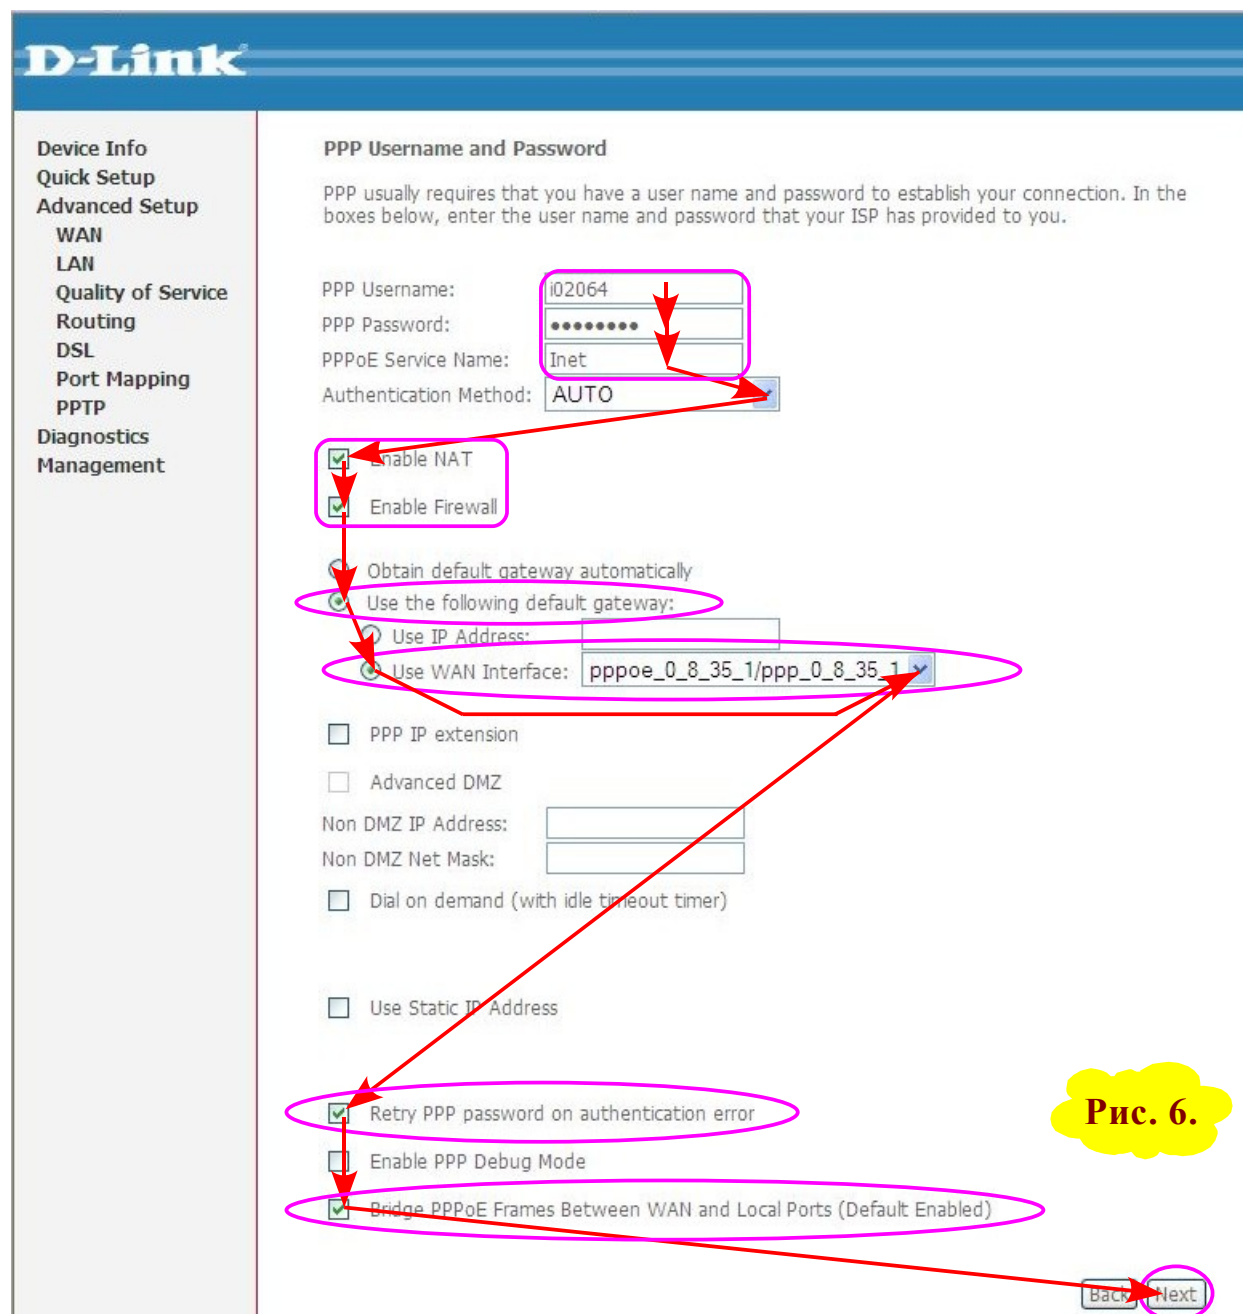 D-Link
Device Info
Quick Setup
Advanced Setup
WAN
LAN
Quality of Service
Routing
DSL
Port Mapping
PPTP
Diagnostics
Management
PPP Username and Password
PPP usually requires that you have a user name and password to establish your connection. In the
boxes below, enter the user name and password that your ISP has provided to you.
PPP Username: i02064
PPP Password: ••••••••
PPPoE Service Name: Inet
Authentication Method: AUTO
Enable NAT
Enable Firewall
Obtain default gateway automatically
Use the following default gateway:
Use IP Address:
Use WAN Interface: pppoe_0_8_35_1/ppp_0_8_35_1
PPP IP extension
Advanced DMZ
Non DMZ IP Address:
Non DMZ Net Mask:
Dial on demand (with idle timeout timer)
Use Static IP Address
Retry PPP password on authentication error
Рис. 6.
Enable PPP Debug Mode
Bridge PPPoE Frames Between WAN and Local Ports (Default Enabled)
Back Next